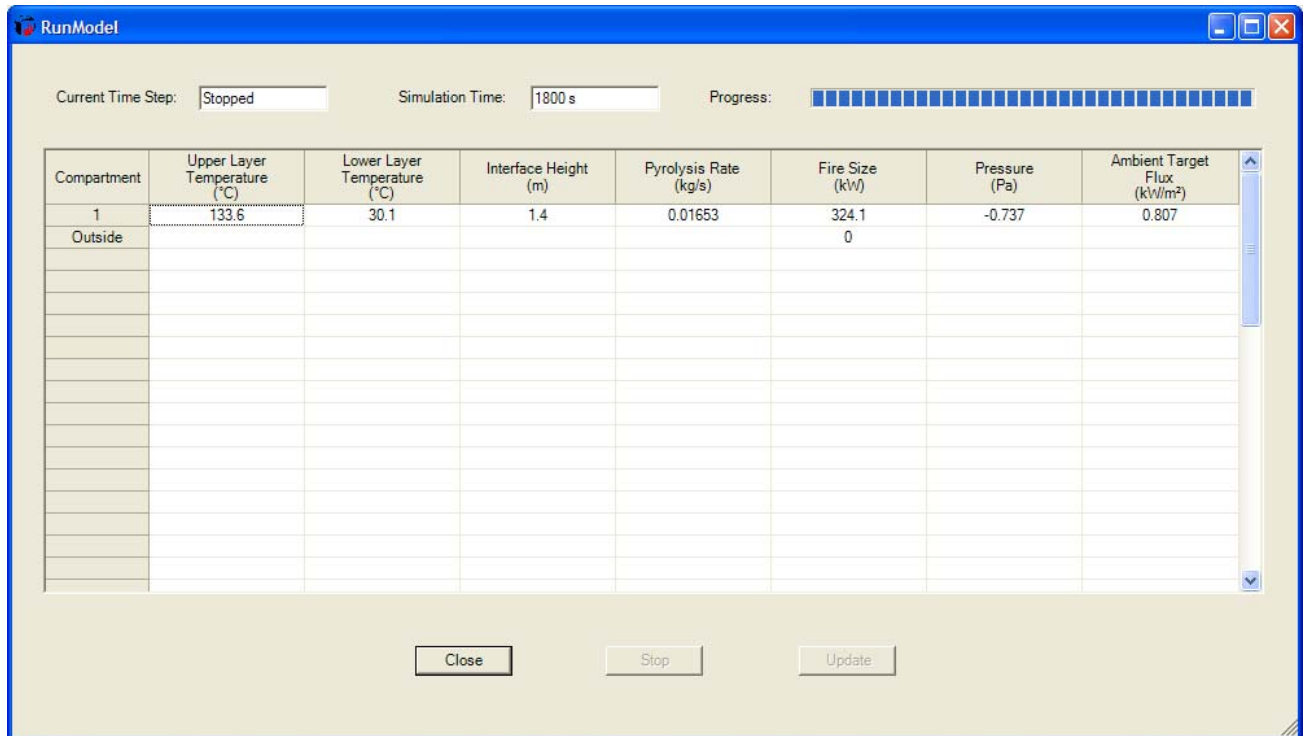 RunModel
Current Time Step: Stopped Simulation Time: 1800 s Progress:
Compartment Upper Layer Temperature (°C) Lower Layer Temperature (°C) Interface Height (m) Pyrolysis Rate (kg/s) Fire Size (kW) Pressure (Pa) Ambient Target Flux (kW/m²)
1 133.6 30.1 1.4 0.01653 324.1 -0.737 0.807
Outside 0
Close Stop Update